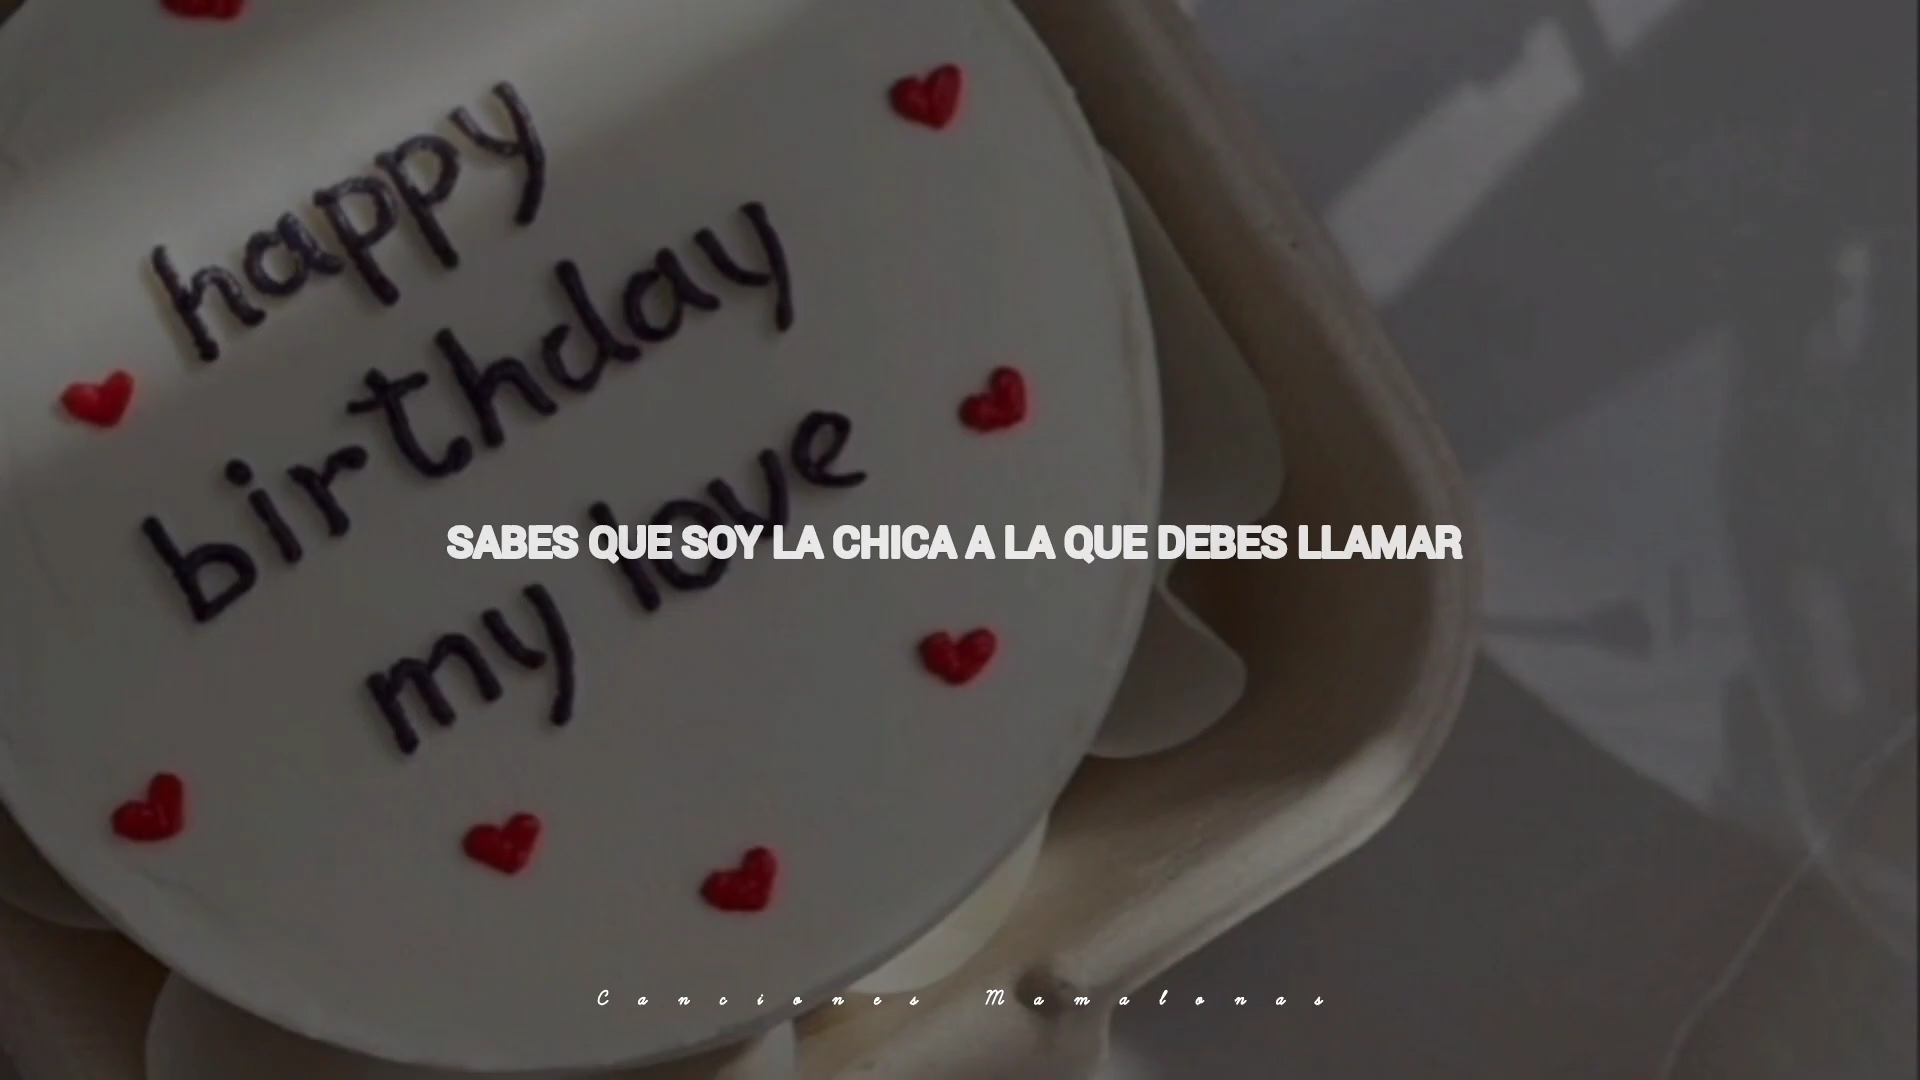 happy
birthday
my love
SABES QUE SOY LA CHICA A LA QUE DEBES LLAMAR
Canciones Mamalonas